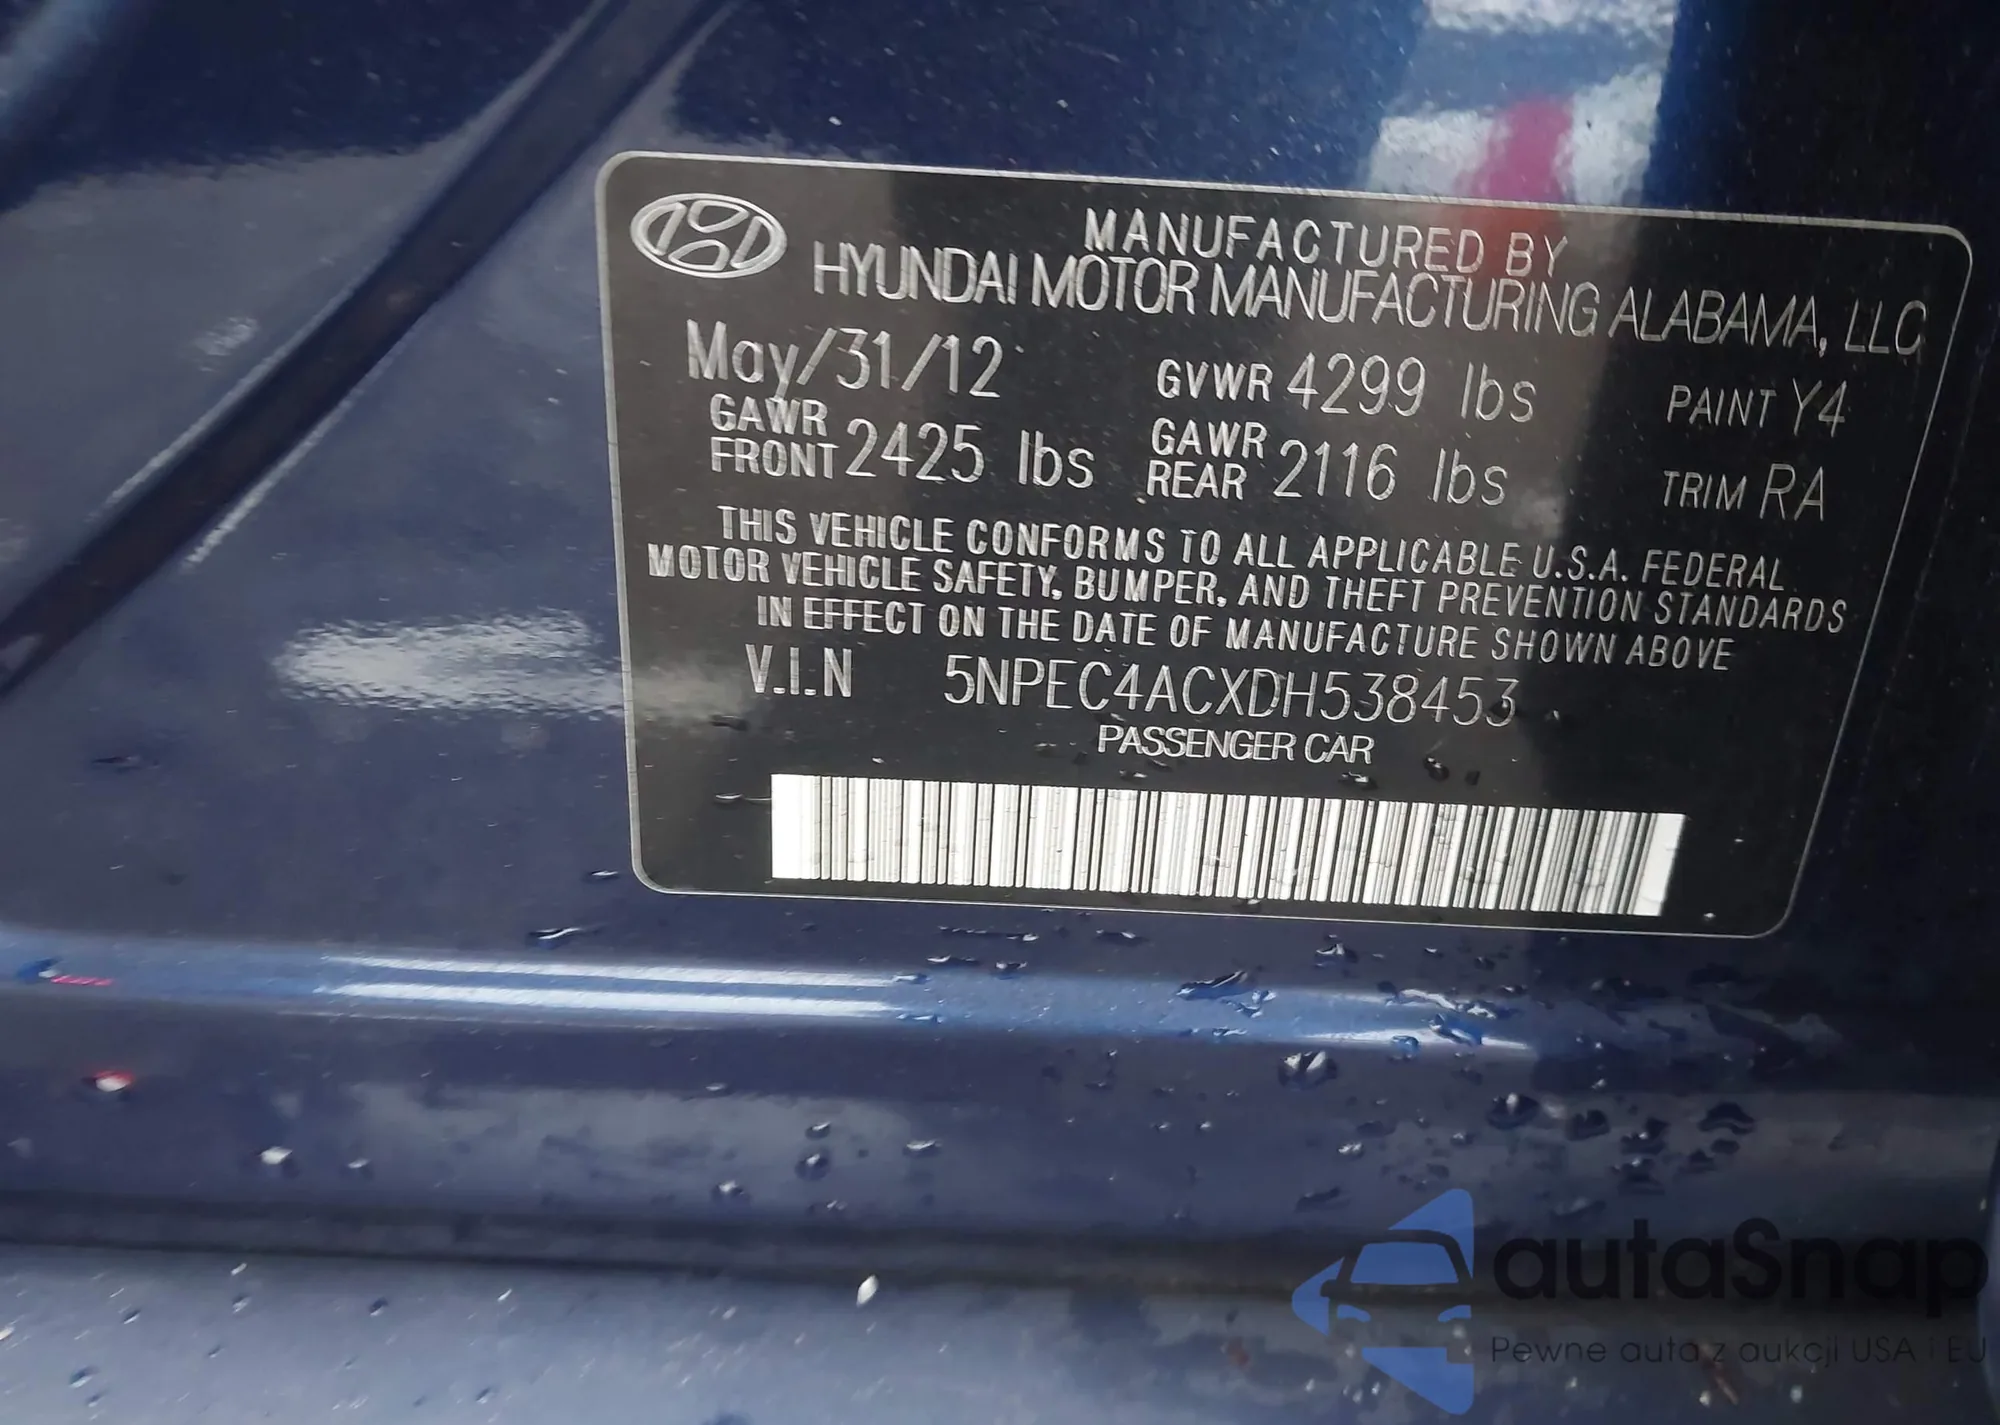 MANUFACTURED BY
HYUNDAI MOTOR MANUFACTURING ALABAMA, LLC
May/31/12 GVWR 4299 lbs PAINT Y4
GAWR FRONT 2425 lbs GAWR REAR 2116 lbs TRIM RA
THIS VEHICLE CONFORMS TO ALL APPLICABLE U.S.A. FEDERAL
MOTOR VEHICLE SAFETY, BUMPER, AND THEFT PREVENTION STANDARDS
IN EFFECT ON THE DATE OF MANUFACTURE SHOWN ABOVE
V.I.N 5NPEC4ACXDH538453
PASSENGER CAR
autaSnap
Pewne auta z aukcji USA i EU